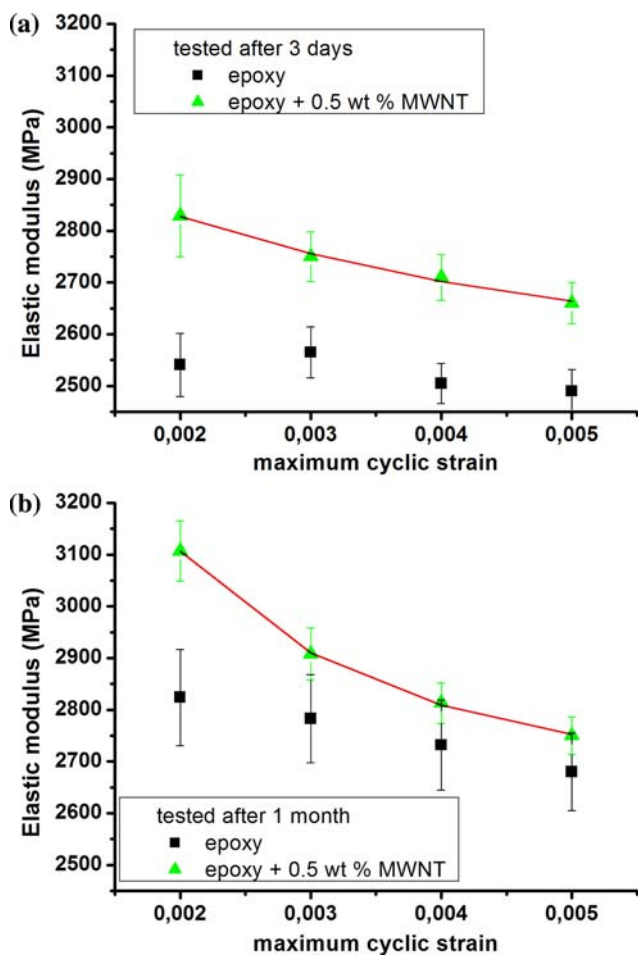 (a)
3200
3100
3000
2900
2800
2700
2600
2500
Elastic modulus (MPa)
tested after 3 days
epoxy
epoxy + 0.5 wt % MWNT
0,002 0,003 0,004 0,005
maximum cyclic strain
(b)
3200
3100
3000
2900
2800
2700
2600
2500
Elastic modulus (MPa)
tested after 1 month
epoxy
epoxy + 0.5 wt % MWNT
0,002 0,003 0,004 0,005
maximum cyclic strain